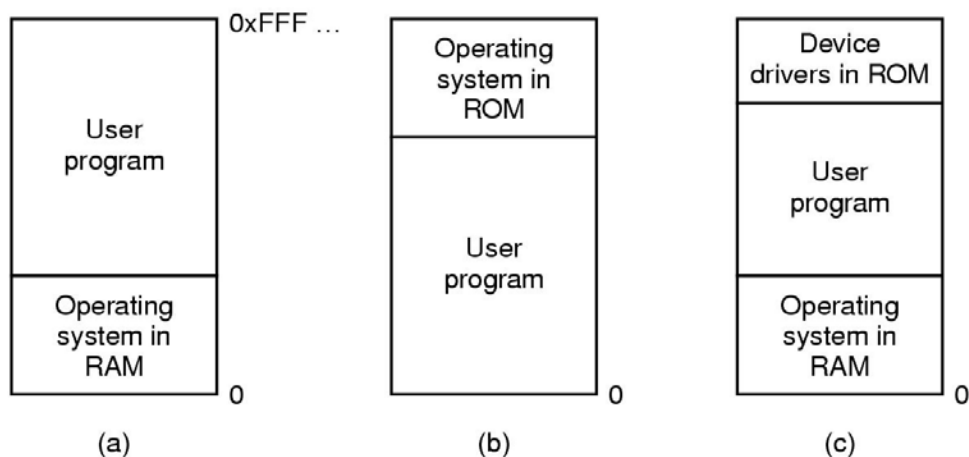 0xFFF ...
User
program
Operating
system in
RAM
0
(a)
Operating
system in
ROM
User
program
0
(b)
Device
drivers in ROM
User
program
Operating
system in
RAM
0
(c)